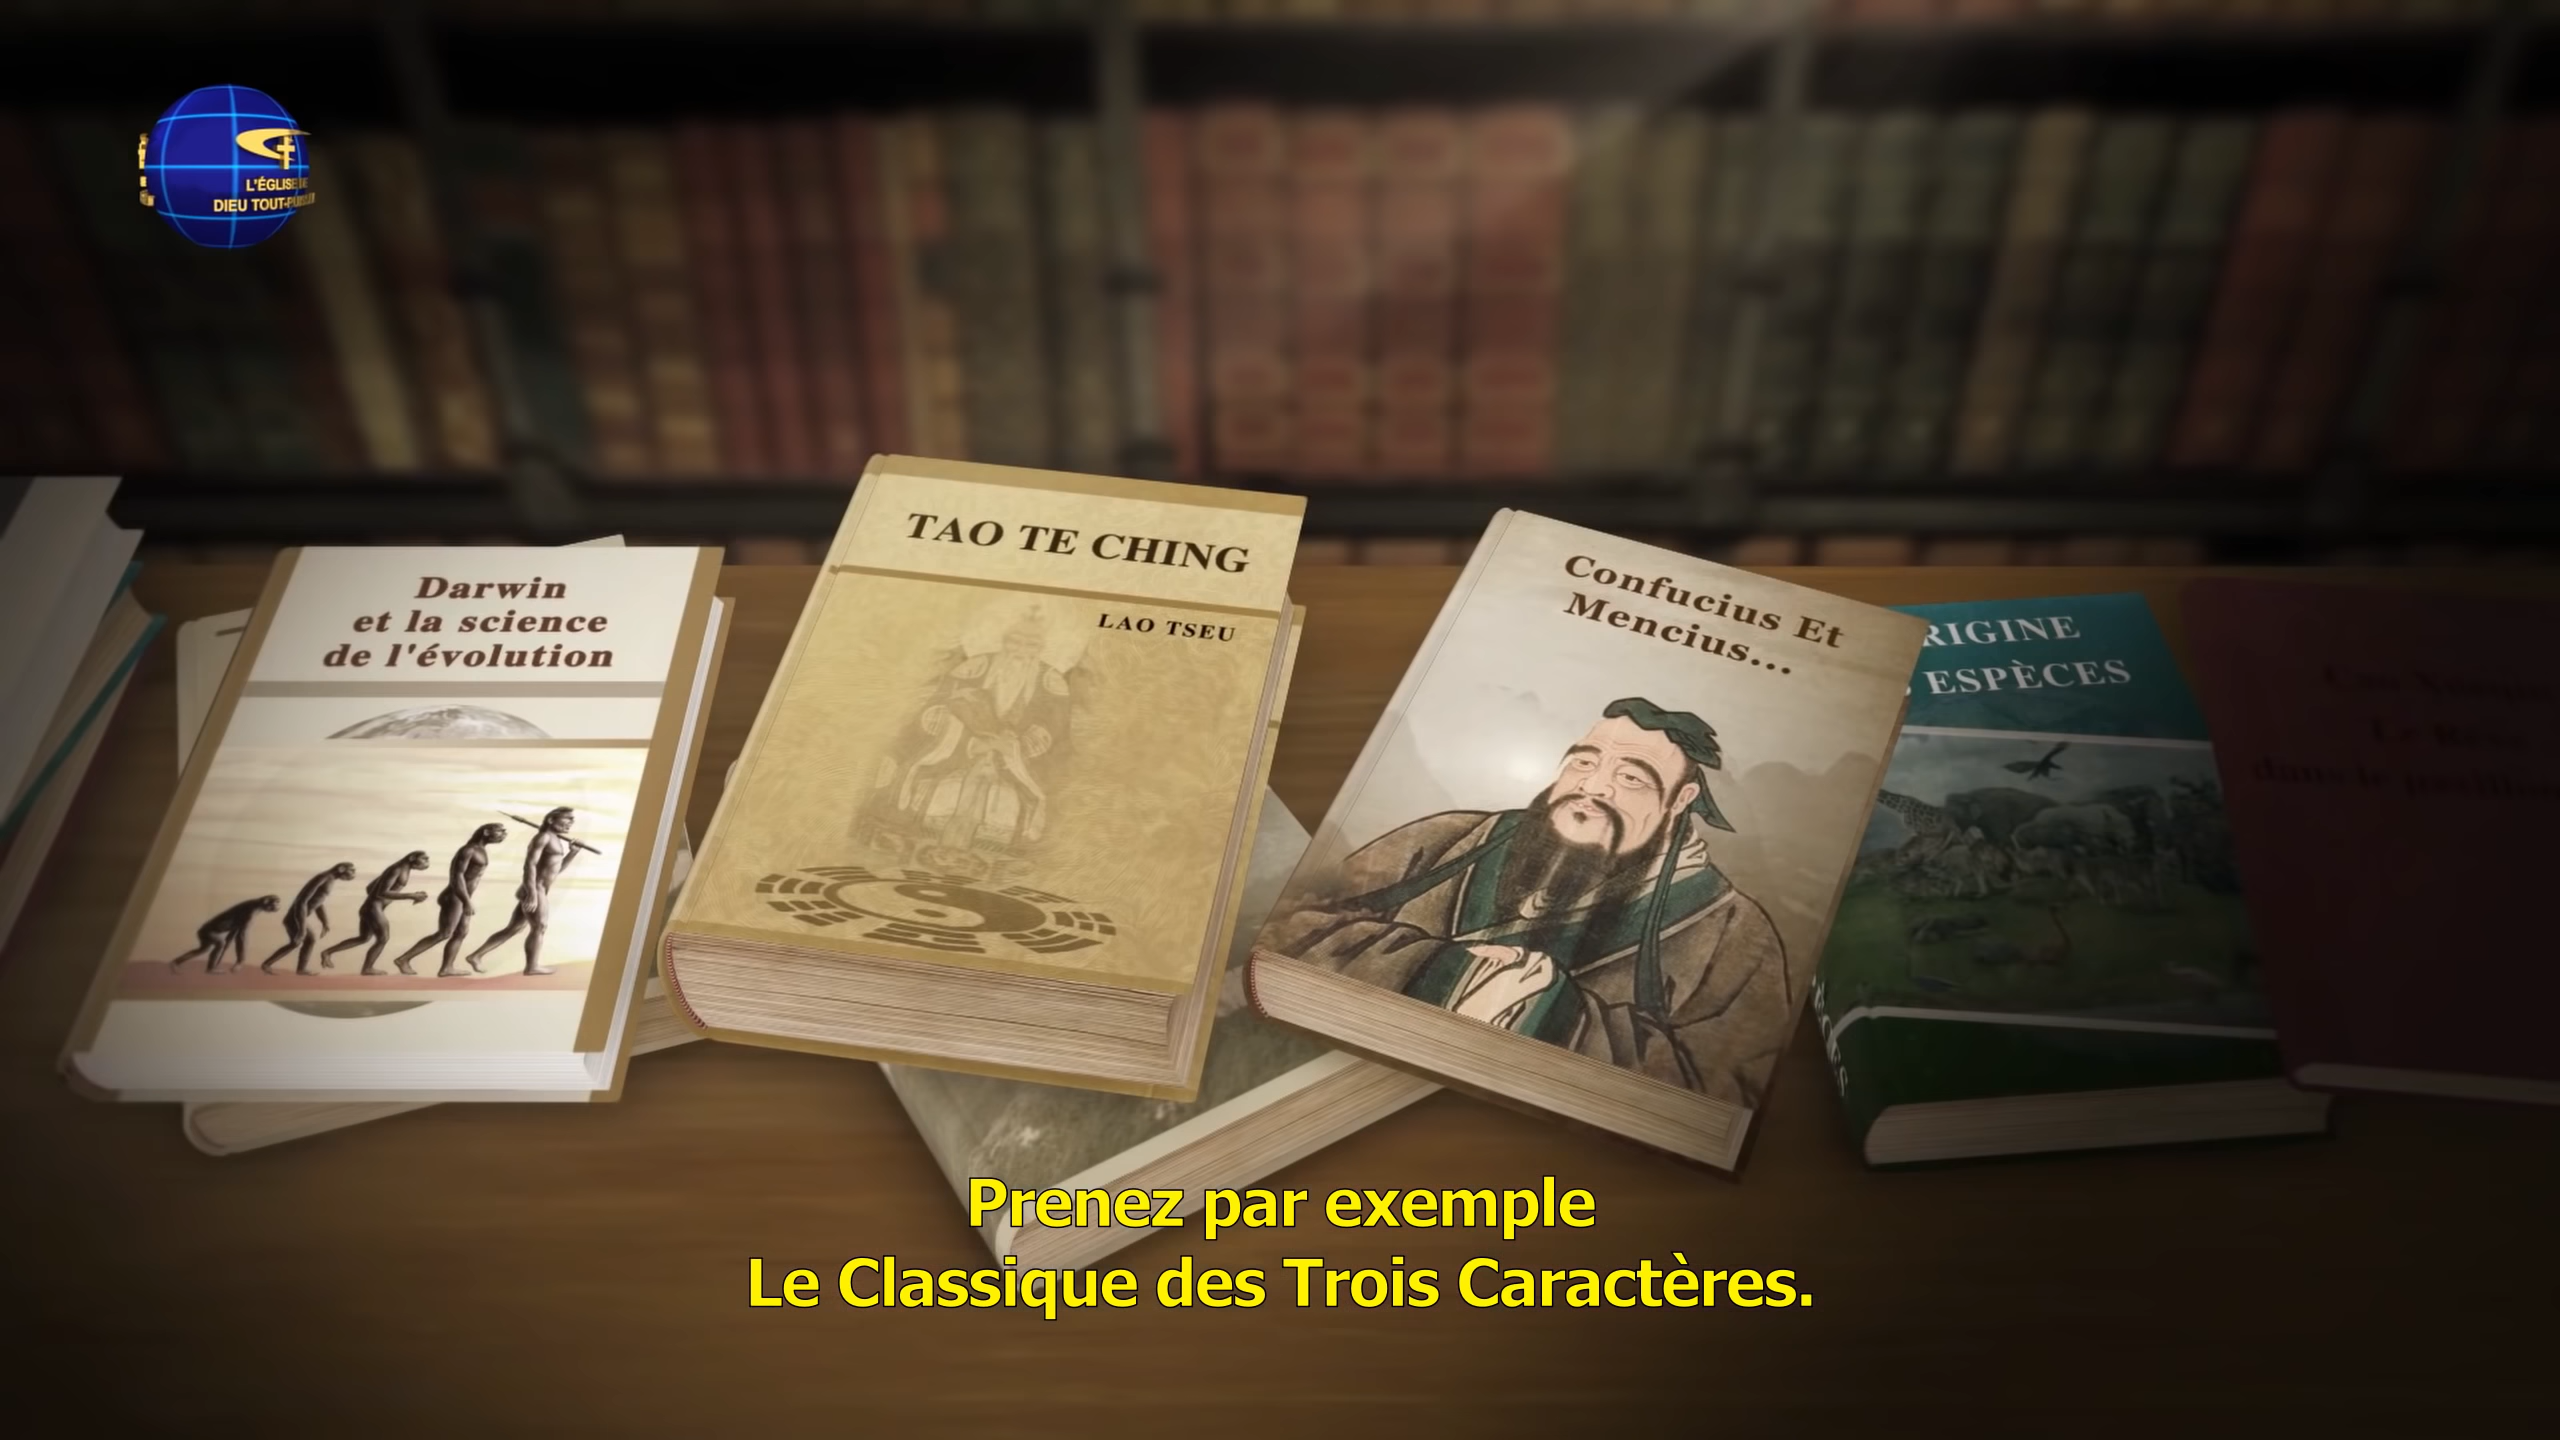 L'ÉGLISE
DIEU TOUT-
Darwin
et la science
de l'évolution
TAO TE CHING
LAO TSEU
Confucius Et
Mencius...
RIGINE
ESPÈCES
Prenez par exemple
Le Classique des Trois Caractères.